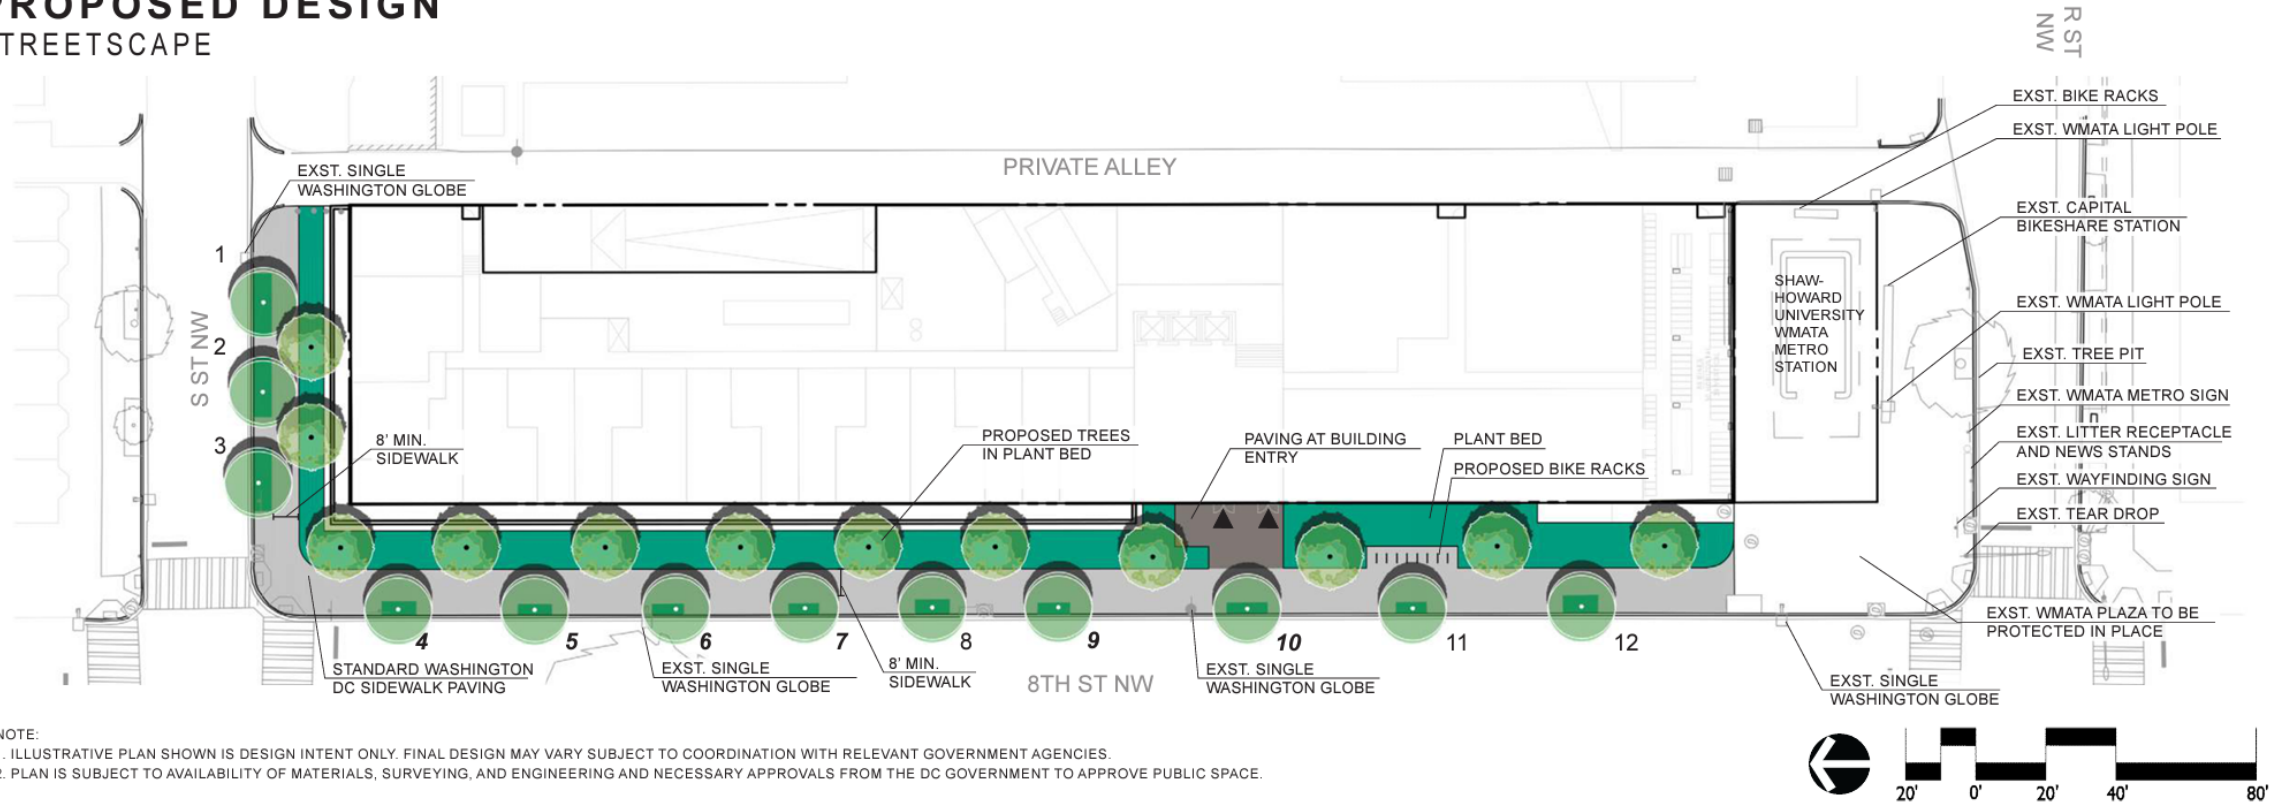 PROPOSED DESIGN
STREETSCAPE
R ST
NW
EXST. BIKE RACKS
EXST. WMATA LIGHT POLE
PRIVATE ALLEY
EXST. SINGLE
WASHINGTON GLOBE
EXST. CAPITAL
BIKESHARE STATION
1
SHAW-
HOWARD
UNIVERSITY
WMATA
METRO
STATION
EXST. WMATA LIGHT POLE
S ST NW
2
EXST. TREE PIT
EXST. WMATA METRO SIGN
3
8' MIN.
SIDEWALK
PROPOSED TREES
IN PLANT BED
PAVING AT BUILDING
ENTRY
PLANT BED
PROPOSED BIKE RACKS
EXST. LITTER RECEPTACLE
AND NEWS STANDS
EXST. WAYFINDING SIGN
EXST. TEAR DROP
EXST. WMATA PLAZA TO BE
PROTECTED IN PLACE
4
5
6
7
8
9
10
11
12
STANDARD WASHINGTON
DC SIDEWALK PAVING
EXST. SINGLE
WASHINGTON GLOBE
8' MIN.
SIDEWALK
8TH ST NW
EXST. SINGLE
WASHINGTON GLOBE
EXST. SINGLE
WASHINGTON GLOBE
NOTE:
. ILLUSTRATIVE PLAN SHOWN IS DESIGN INTENT ONLY. FINAL DESIGN MAY VARY SUBJECT TO COORDINATION WITH RELEVANT GOVERNMENT AGENCIES.
2. PLAN IS SUBJECT TO AVAILABILITY OF MATERIALS, SURVEYING, AND ENGINEERING AND NECESSARY APPROVALS FROM THE DC GOVERNMENT TO APPROVE PUBLIC SPACE.
20' 0' 20' 40' 80'